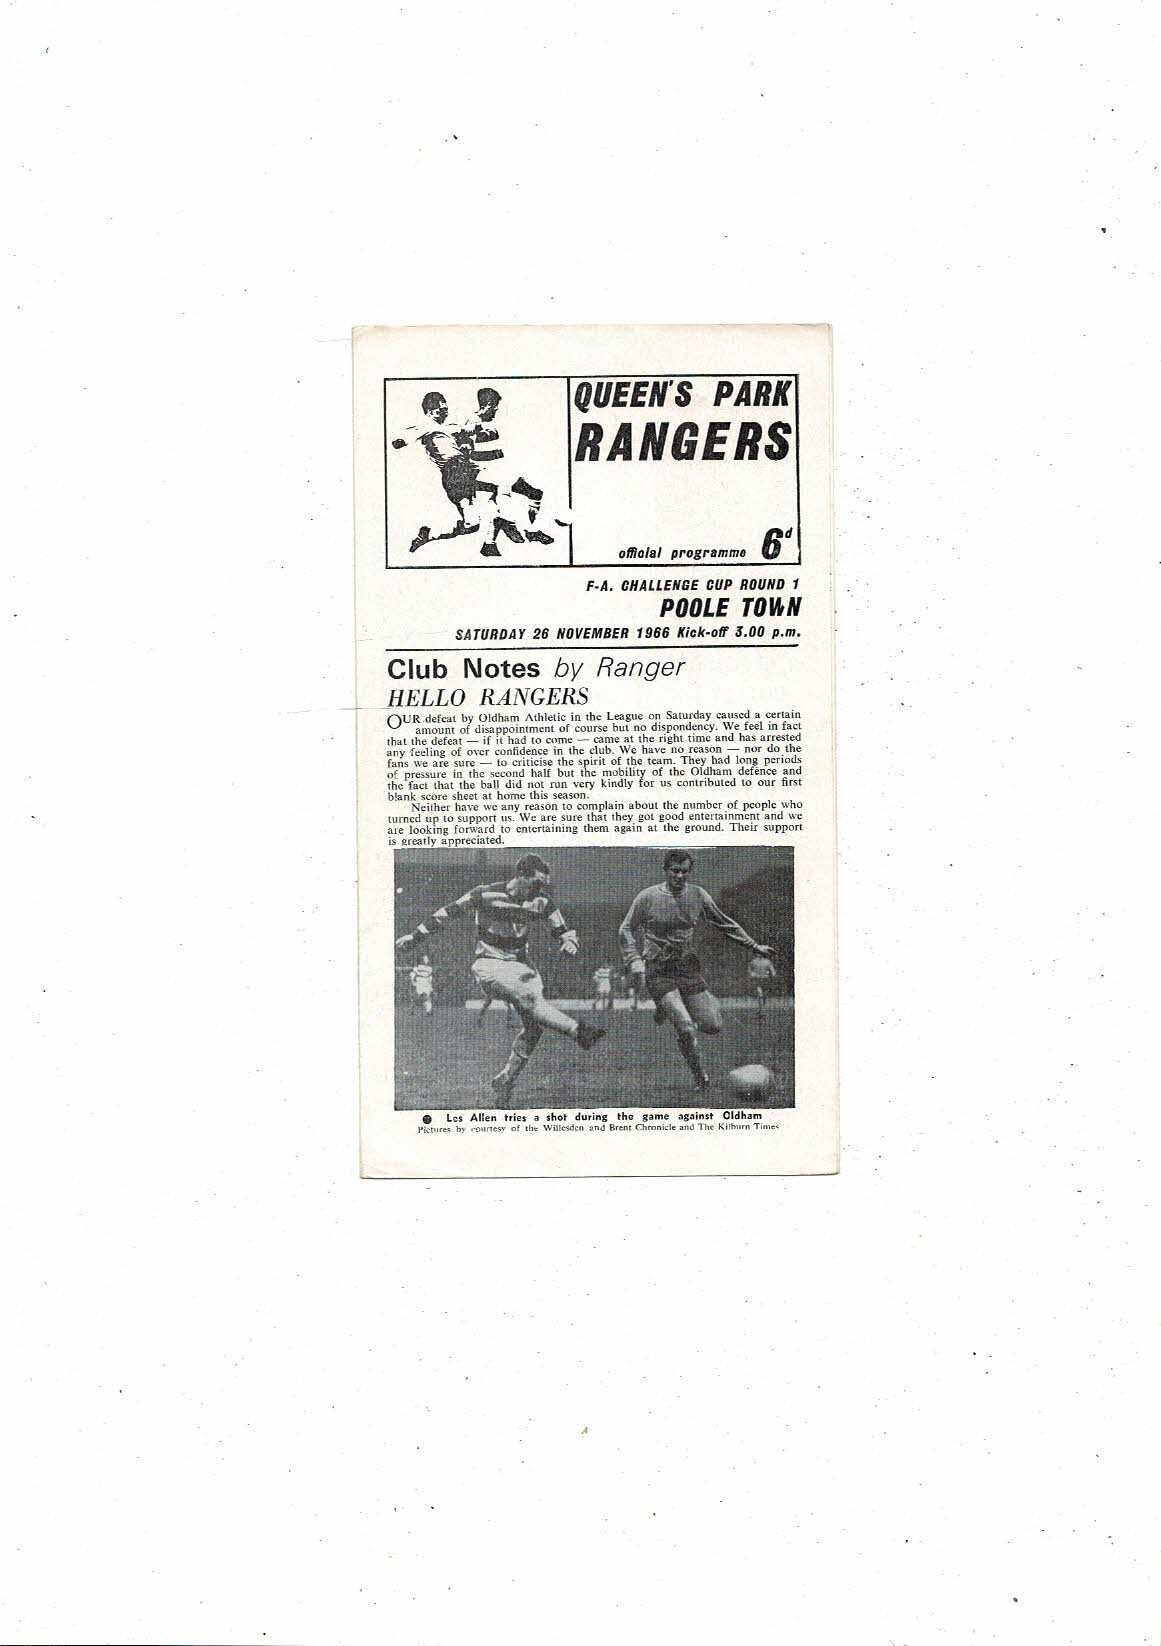 QUEEN'S PARK
RANGERS
official programme 6d
F-A. CHALLENGE CUP ROUND 1
POOLE TOWN
SATURDAY 26 NOVEMBER 1966 Kick-off 3.00 p.m.
Club Notes by Ranger
HELLO RANGERS
OUR defeat by Oldham Athletic in the League on Saturday caused a certain
amount of disappointment of course but no dispondency. We feel in fact
that the defeat — if it had to come — came at the right time and has arrested
any feeling of over confidence in the club. We have no reason — nor do the
fans we are sure — to criticise the spirit of the team. They had long periods
of pressure in the second half but the mobility of the Oldham defence and
the fact that the ball did not run very kindly for us contributed to our first
blank score sheet at home this season.
Neither have we any reason to complain about the number of people who
turned up to support us. We are sure that they got good entertainment and we
are looking forward to entertaining them again at the ground. Their support
is greatly appreciated.
Les Allen tries a shot during the game against Oldham
Pictures by courtesy of the Willesden and Brent Chronicle and The Kilburn Times